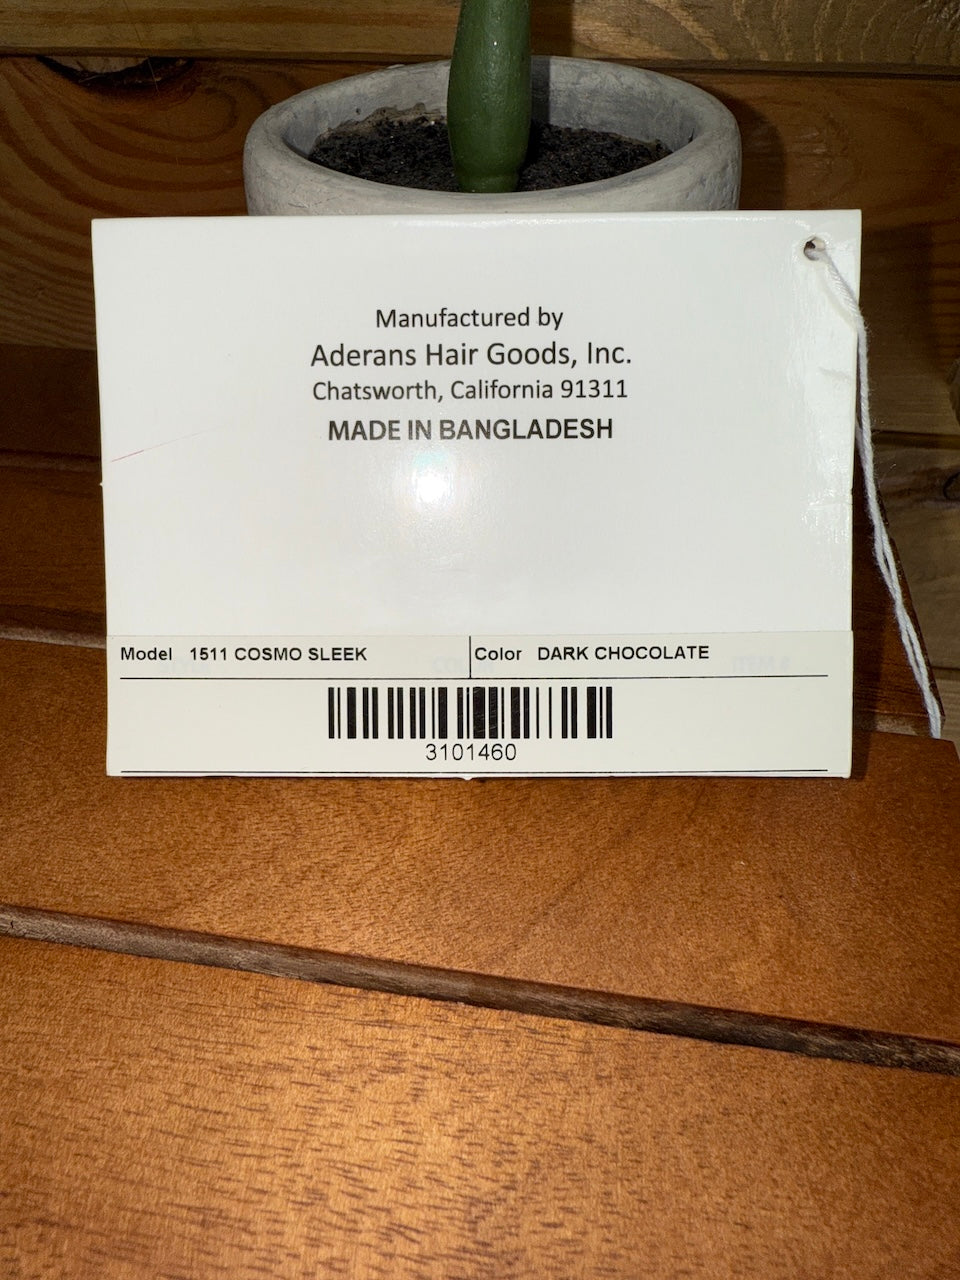 Manufactured by
Aderans Hair Goods, Inc.
Chatsworth, California 91311
MADE IN BANGLADESH
Model 1511 COSMO SLEEK
Color DARK CHOCOLATE
3101460